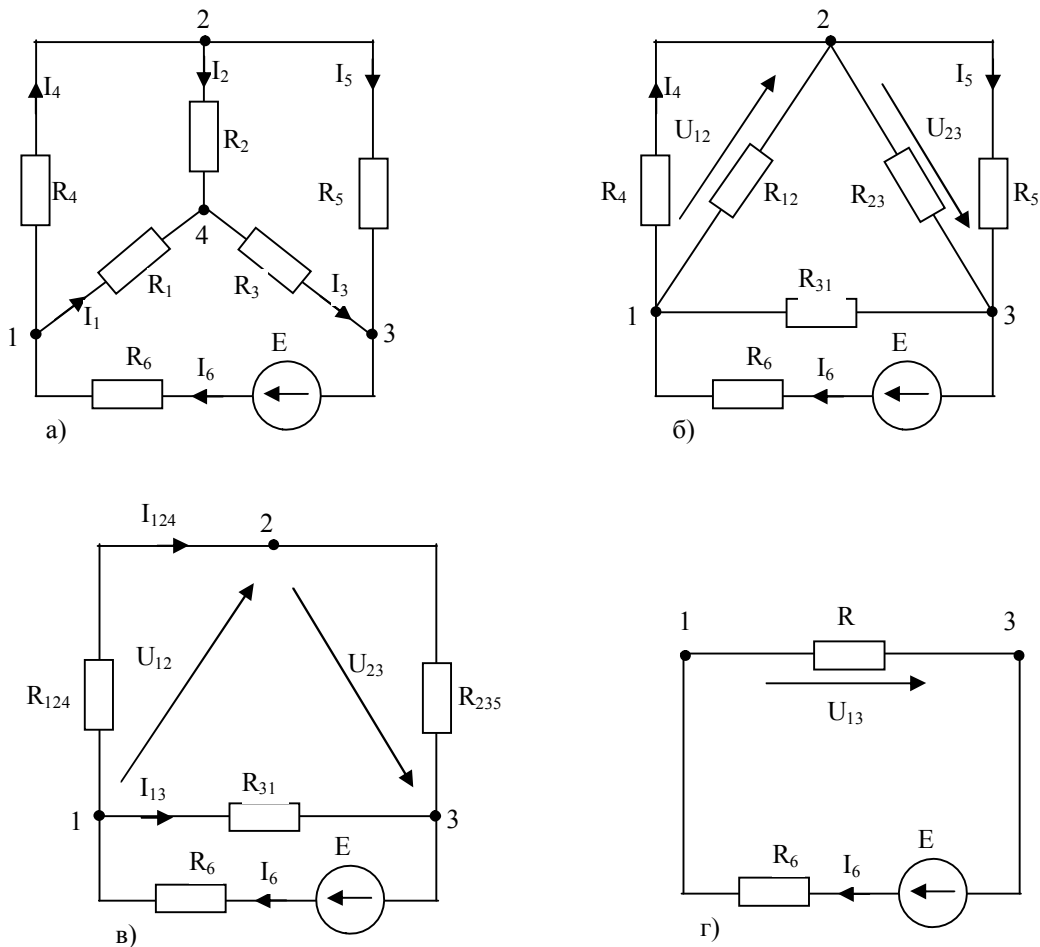 2
I₄
I₂
I₅
R₂
R₄
R₅
4
R₁
R₃
I₃
I₁
1
3
E
R₆
I₆
а)
2
I₄
I₅
U₁₂
U₂₃
R₄
R₁₂
R₂₃
R₅
R₃₁
1
3
R₆
I₆
E
б)
I₁₂₄
2
U₁₂
U₂₃
R₁₂₄
R₂₃₅
I₁₃
R₃₁
1
3
R₆
I₆
E
в)
R
1
3
U₁₃
R₆
I₆
E
г)